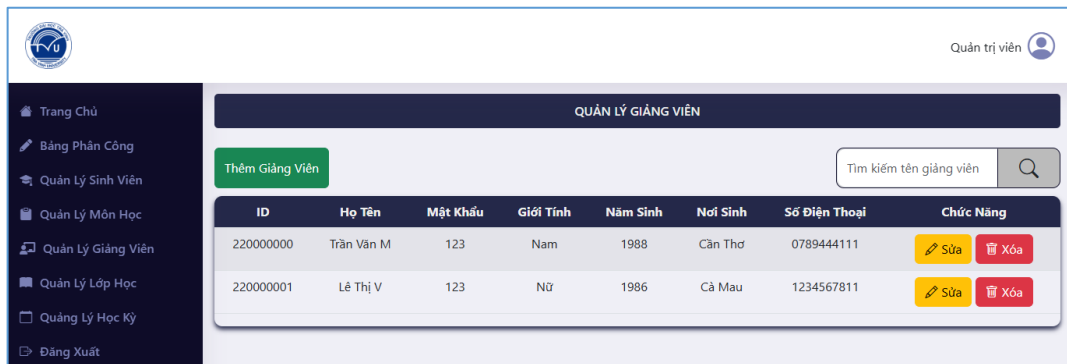 TVU
Quản trị viên
Trang Chủ
Bảng Phân Công
Quản Lý Sinh Viên
Quản Lý Môn Học
Quản Lý Giảng Viên
Quản Lý Lớp Học
Quảng Lý Học Kỳ
Đăng Xuất
QUẢN LÝ GIẢNG VIÊN
Thêm Giảng Viên
Tìm kiếm tên giảng viên
ID Họ Tên Mật Khẩu Giới Tính Năm Sinh Nơi Sinh Số Điện Thoại Chức Năng
220000000 Trần Văn M 123 Nam 1988 Cần Thơ 0789444111 Sửa Xóa
220000001 Lê Thị V 123 Nữ 1986 Cà Mau 1234567811 Sửa Xóa